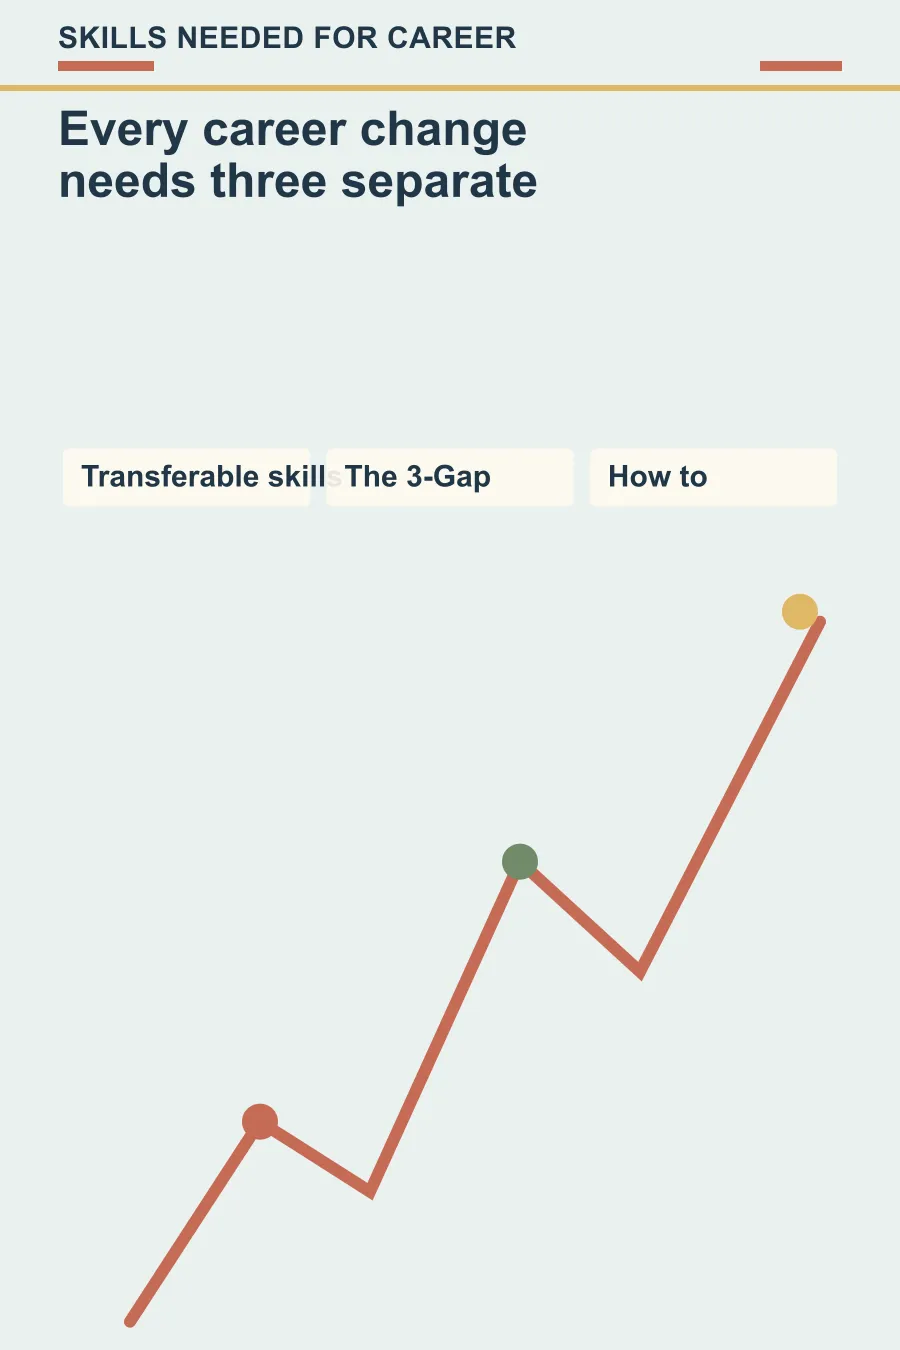 SKILLS NEEDED FOR CAREER
Every career change
needs three separate
Transferable skills
The 3-Gap
How to